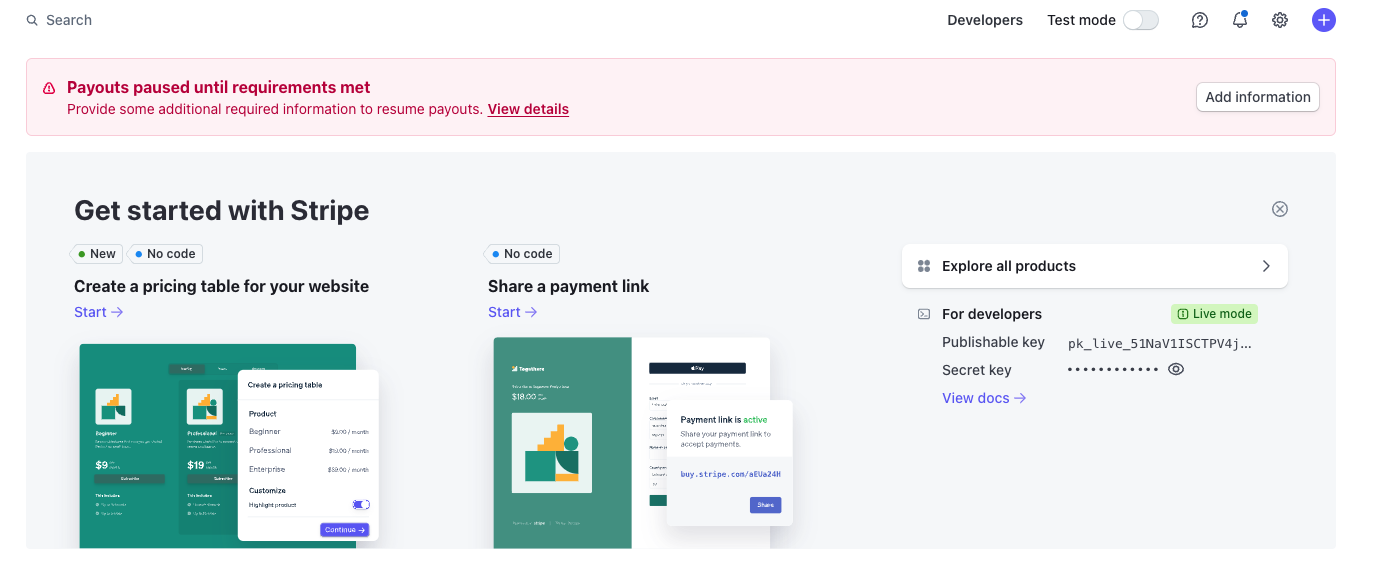 Search
Developers
Test mode
Payouts paused until requirements met
Provide some additional required information to resume payouts. View details
Add information
Get started with Stripe
New
No code
Create a pricing table for your website
Start →
Beginner
Professional
$9
$19
Subscribe
Subscribe
This includes
This includes
Create a pricing table
Product
Beginner $9.00 / month
Professional $19.00 / month
Enterprise $39.00 / month
Customize
Highlight product
Continue →
No code
Share a payment link
Start →
Togethere
$18.00
Pay
Payment link is active
Share your payment link to
accept payments.
buy.stripe.com/aEUa24H
Share
Explore all products
For developers
Live mode
Publishable key
pk_live_51NaV1ISCTPV4j...
Secret key
••••••••••••
View docs →